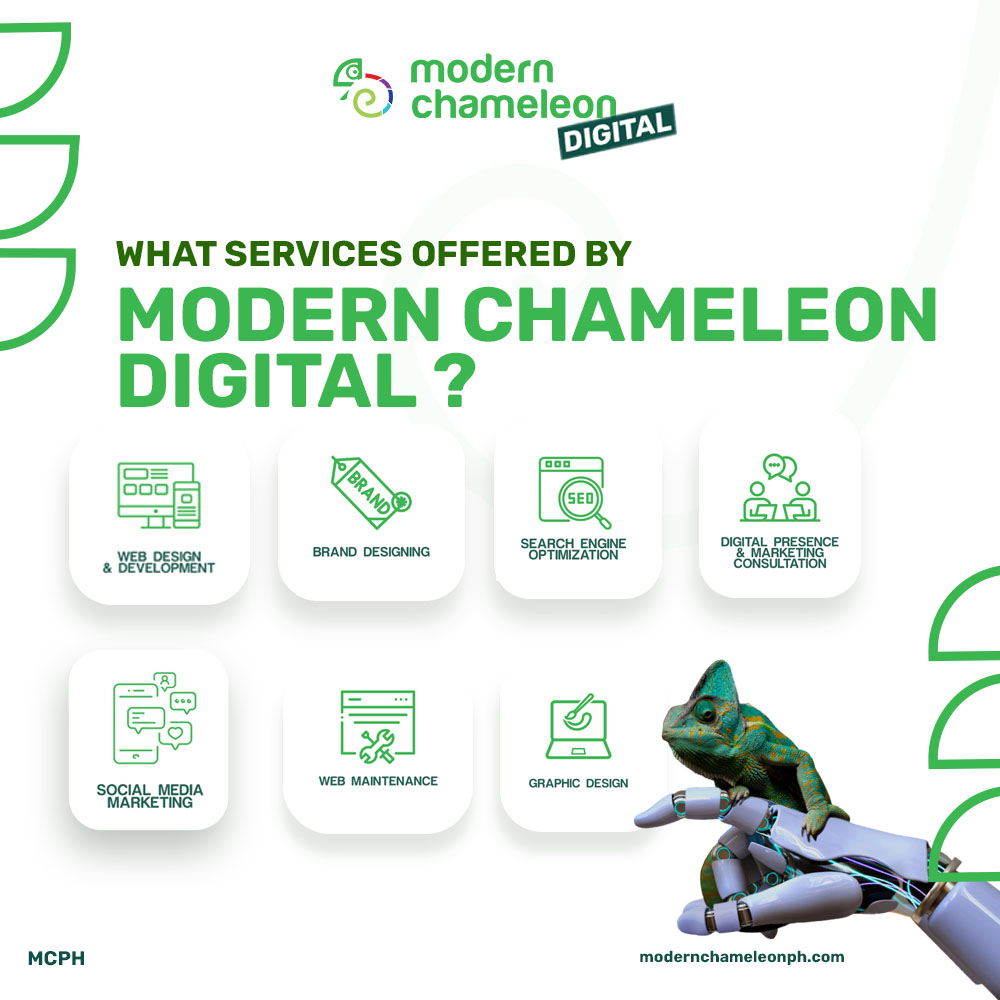 modern
chameleon
DIGITAL
WHAT SERVICES OFFERED BY
MODERN CHAMELEON
DIGITAL ?
WEB DESIGN
& DEVELOPMENT
BRAND
BRAND DESIGNING
SEO
SEARCH ENGINE
OPTIMIZATION
DIGITAL PRESENCE
& MARKETING
CONSULTATION
SOCIAL MEDIA
MARKETING
WEB MAINTENANCE
GRAPHIC DESIGN
MCPH
modernchameleonph.com